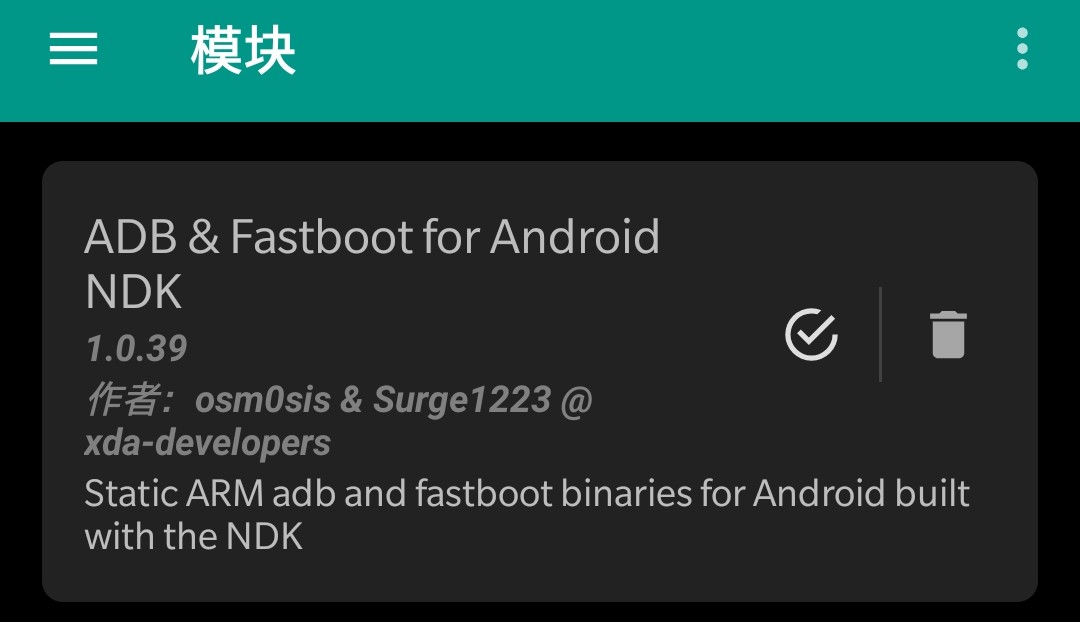 模块
ADB & Fastboot for Android
NDK
1.0.39
作者：osm0sis & Surge1223 @
xda-developers
Static ARM adb and fastboot binaries for Android built
with the NDK